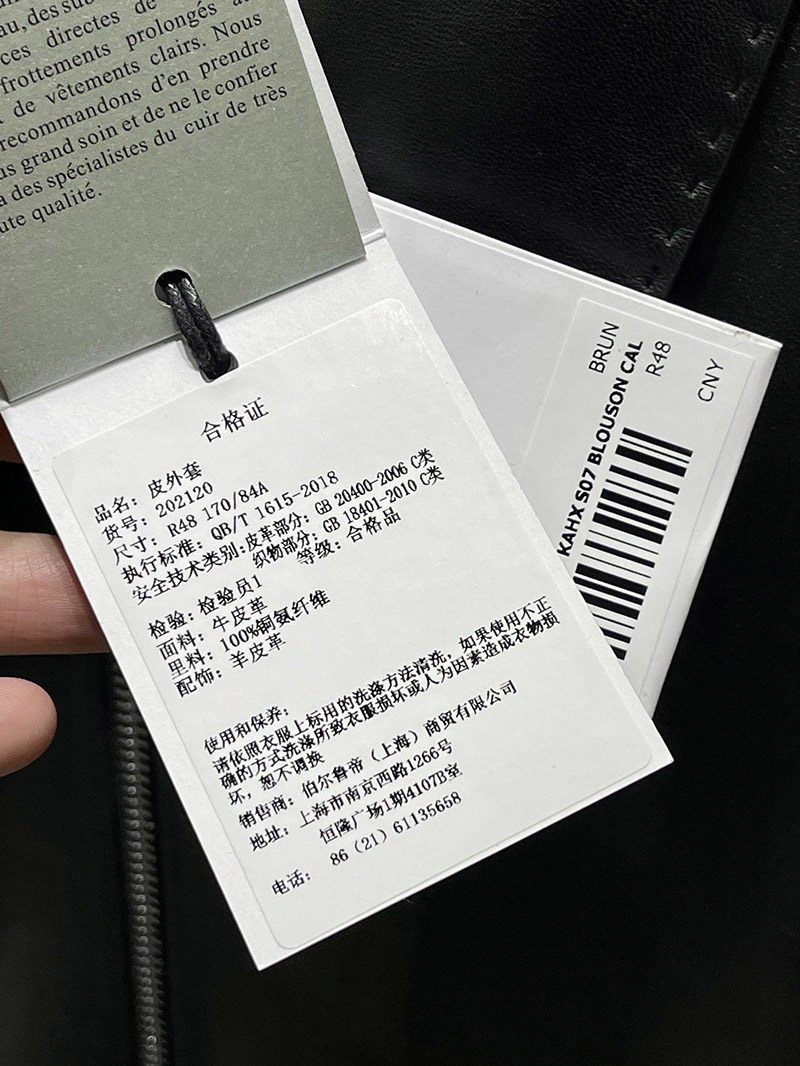 au, des sub
ces directes de
frottements prolongés a
de vêtements clairs. Nous
recommandons d'en prendre
us grand soin et de ne le confier
à des spécialistes du cuir de très
ute qualité.
合格证
品名：皮外套
货号：202120
尺寸：R48 170/84A
执行标准：QB/T 1615-2018
安全技术类别:皮革部分：GB 20400-2006 C类
织物部分:GB 18401-2010 C类
等级：合格品
检验：检验员1
面料：牛皮革
里料：100%铜氨纤维
配饰：羊皮革
使用和保养：
请依照衣服上标用的洗涤方法清洗，如果使用不正
确的方式洗涤所致衣服损坏或人为因素造成衣物损
坏，恕不调换
销售商：伯尔鲁帝（上海）商贸有限公司
地址：上海市南京西路1266号
恒隆广场1期4107B室
电话：86（21）61135658
BRUN
KAHX S07 BLOUSON CAL
R48
CNY